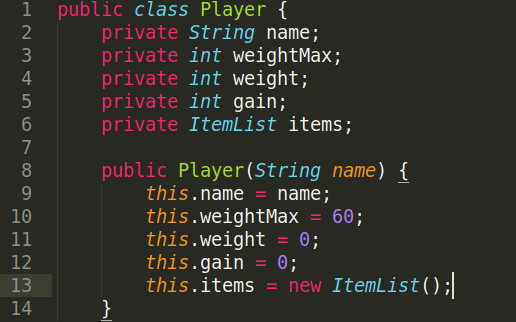 1 public class Player {
2     private String name;
3     private int weightMax;
4     private int weight;
5     private int gain;
6     private ItemList items;
7
8     public Player(String name) {
9         this.name = name;
10         this.weightMax = 60;
11         this.weight = 0;
12         this.gain = 0;
13         this.items = new ItemList();
14     }